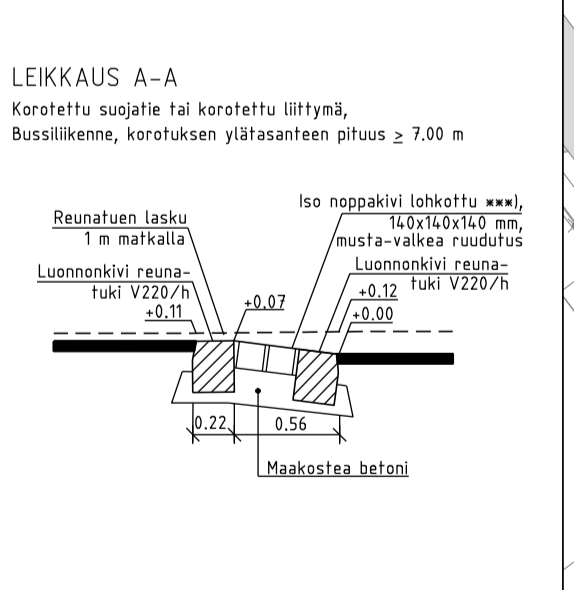 LEIKKAUS A-A
Korotettu suojatie tai korotettu liittymä,
Bussiliikenne, korotuksen ylätasanteen pituus ≥ 7.00 m
Iso noppakivi lohkottu ***),
140x140x140 mm,
musta-valkea ruudutus
Reunatuen lasku
1 m matkalla
Luonnonkivi reuna-
tuki V220/h
Luonnonkivi reuna-
tuki V220/h
+0.11
+0.07
+0.12
+0.00
0.22
0.56
Maakostea betoni